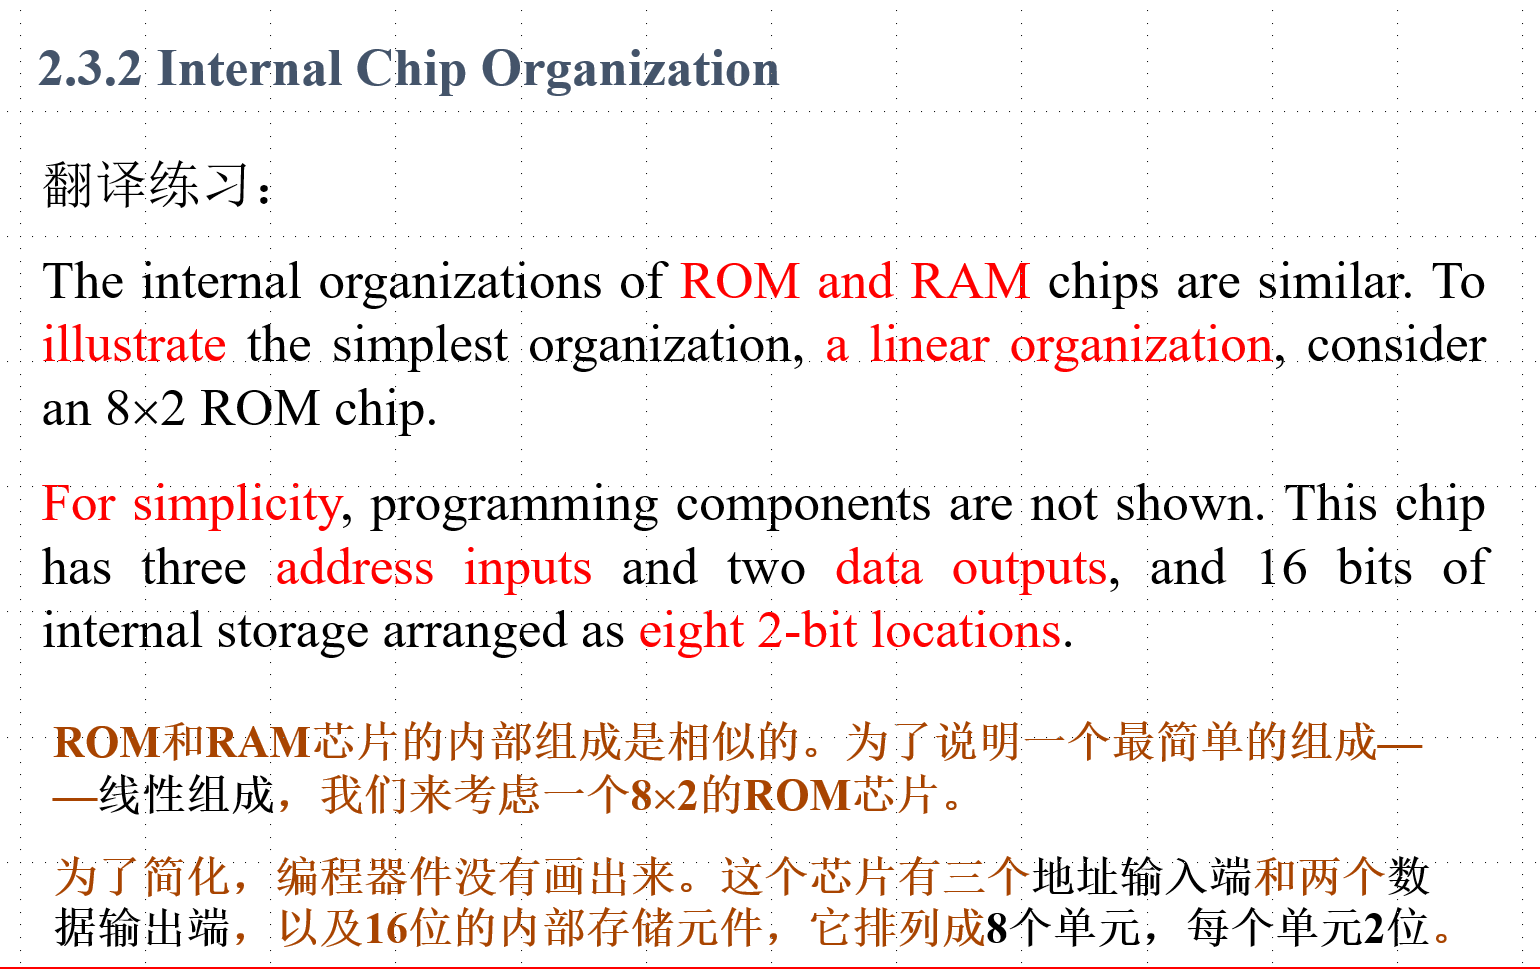 2.3.2 Internal Chip Organization
翻译练习：
The internal organizations of ROM and RAM chips are similar. To
illustrate the simplest organization, a linear organization, consider
an 8×2 ROM chip.
For simplicity, programming components are not shown. This chip
has three address inputs and two data outputs, and 16 bits of
internal storage arranged as eight 2-bit locations.
ROM和RAM芯片的内部组成是相似的。为了说明一个最简单的组成—
—线性组成，我们来考虑一个8×2的ROM芯片。
为了简化，编程器件没有画出来。这个芯片有三个地址输入端和两个数
据输出端，以及16位的内部存储元件，它排列成8个单元，每个单元2位。